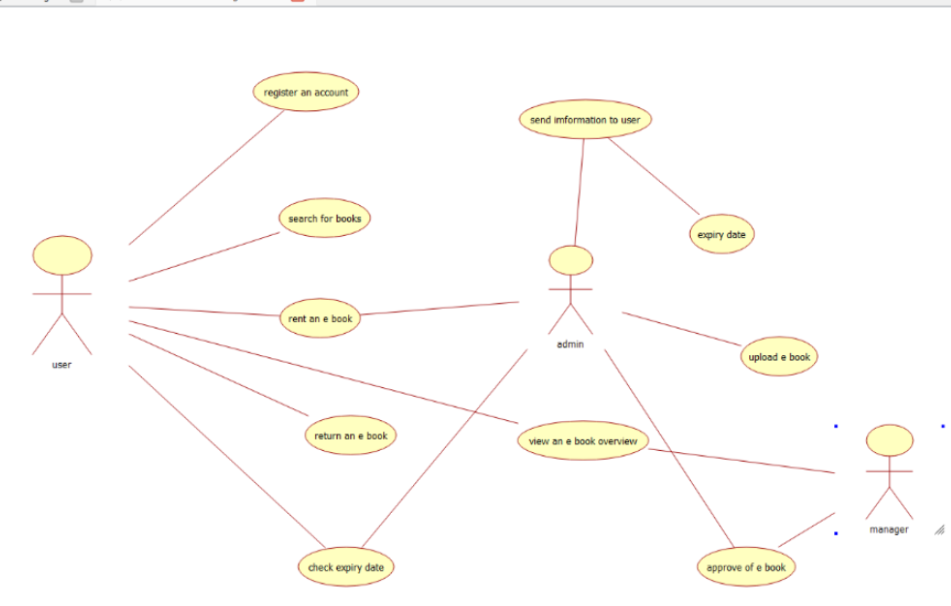 register an account
send imformation to user
search for books
expiry date
rent an e book
admin
upload e book
user
return an e book
view an e book overview
manager
check expiry date
approve of e book